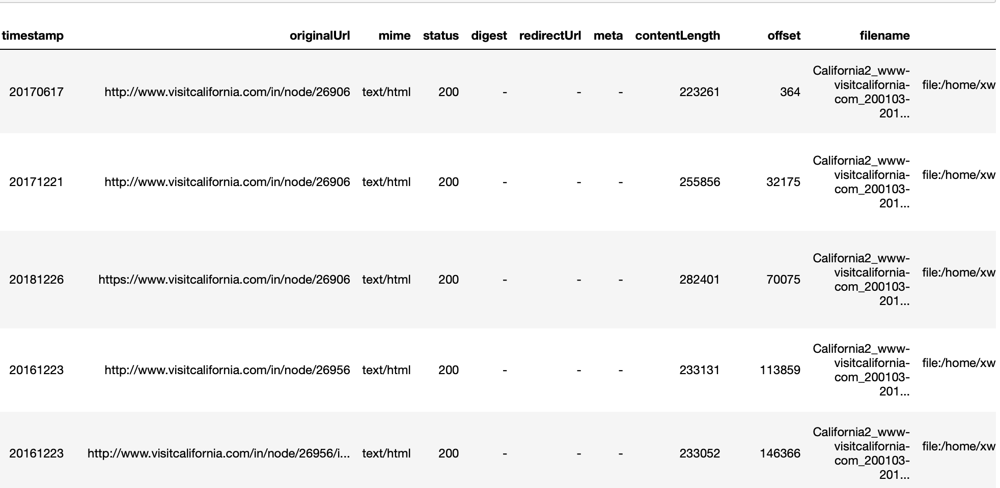 timestamp originalUrl mime status digest redirectUrl meta contentLength offset filename
20170617 http://www.visitcalifornia.com/in/node/26906 text/html 200 - - - 223261 364 California2_www-
visitcalifornia- file:/home/xw
com_200103-
201...
20171221 http://www.visitcalifornia.com/in/node/26906 text/html 200 - - - 255856 32175 California2_www-
visitcalifornia- file:/home/xw
com_200103-
201...
20181226 https://www.visitcalifornia.com/in/node/26906 text/html 200 - - - 282401 70075 California2_www-
visitcalifornia- file:/home/xw
com_200103-
201...
20161223 http://www.visitcalifornia.com/in/node/26956 text/html 200 - - - 233131 113859 California2_www-
visitcalifornia- file:/home/xw
com_200103-
201...
20161223 http://www.visitcalifornia.com/in/node/26956/i... text/html 200 - - - 233052 146366 California2_www-
visitcalifornia- file:/home/xw
com_200103-
201...